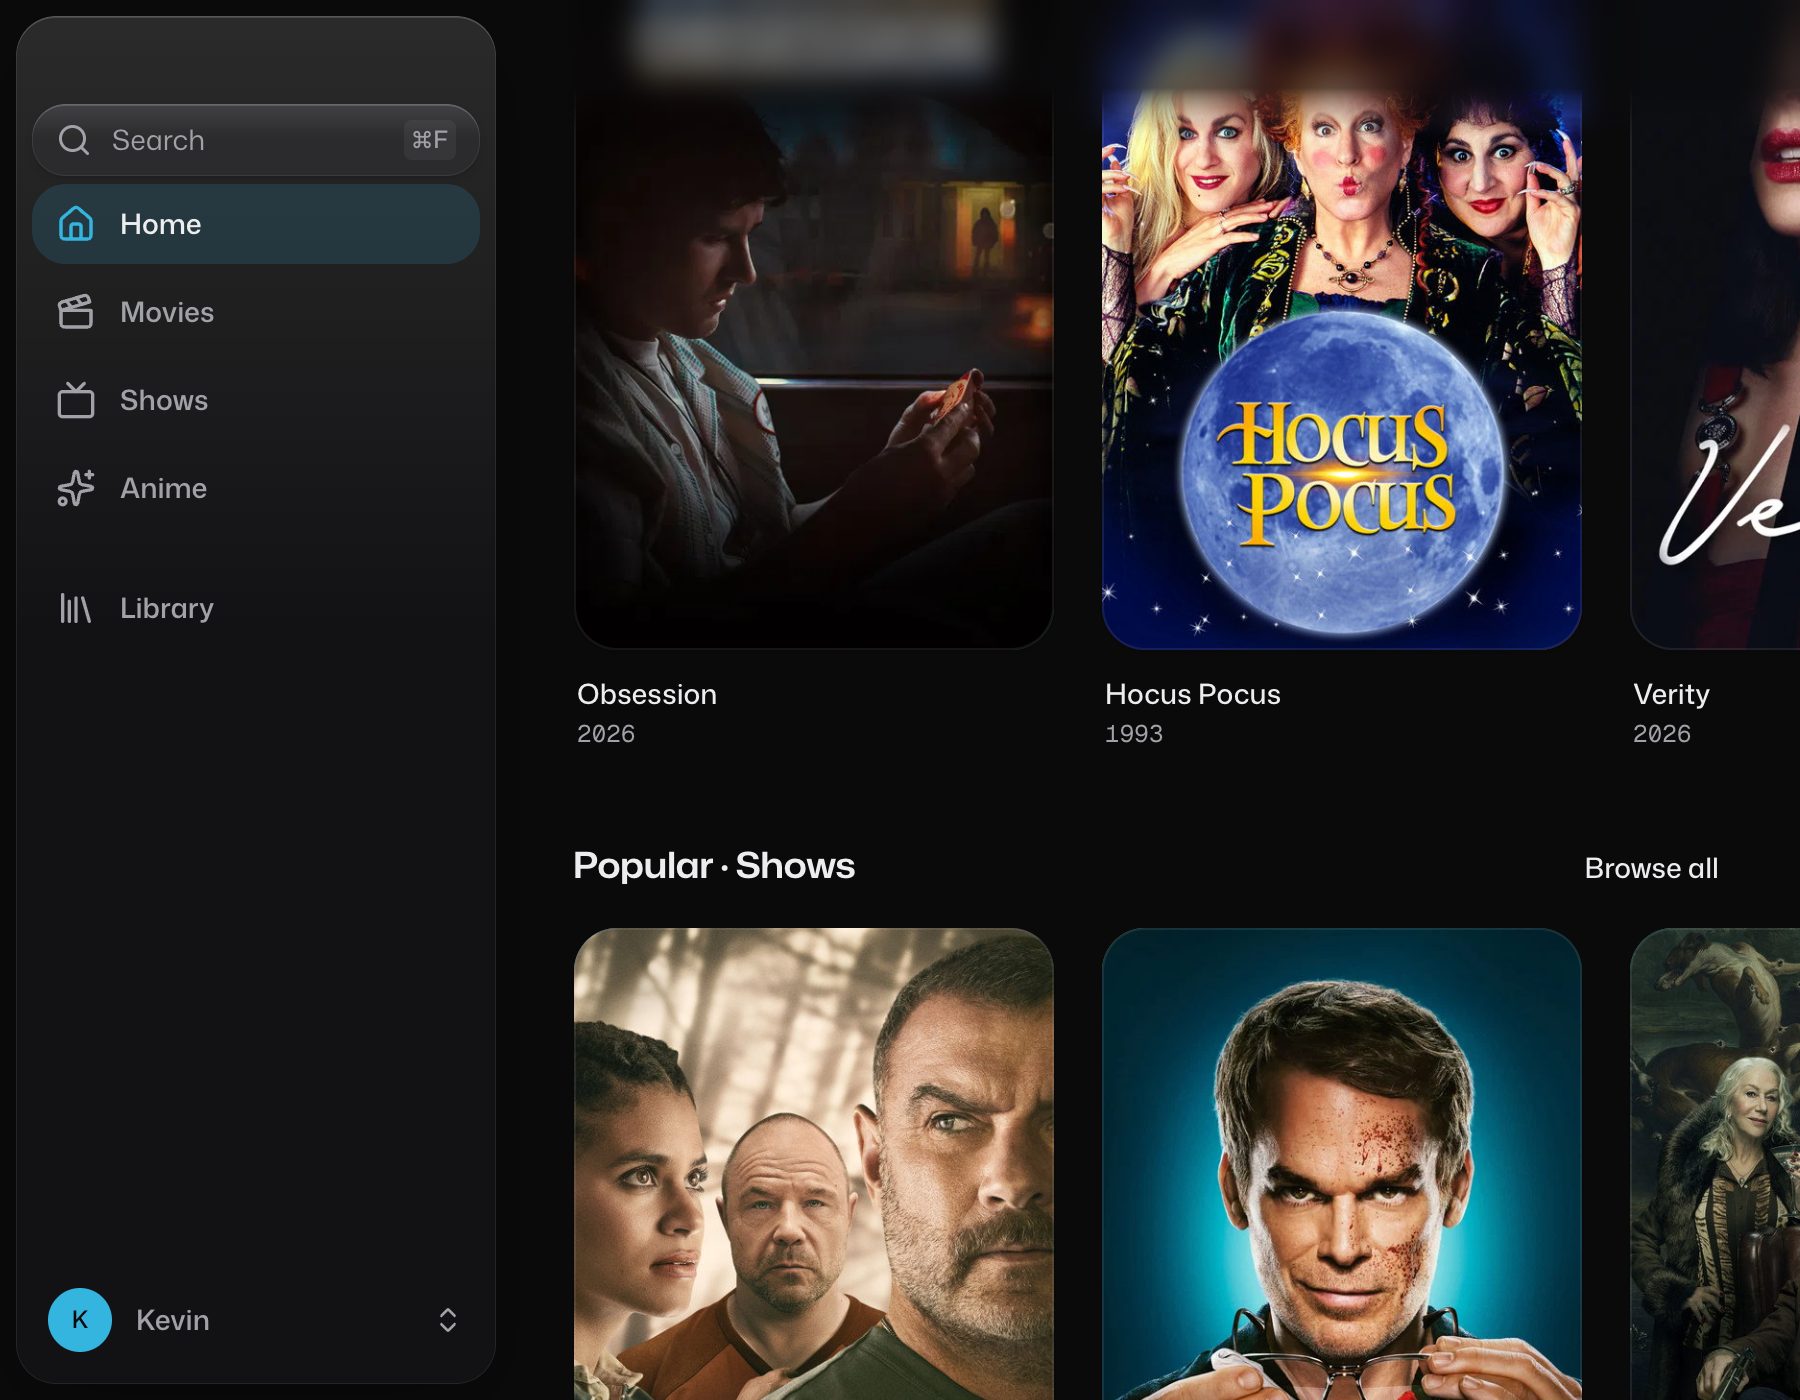 Search
⌘F
Home
Movies
Shows
Anime
Library
K
Kevin
HOCUS
POCUS
Ve
Obsession
2026
Hocus Pocus
1993
Verity
2026
Popular · Shows
Browse all